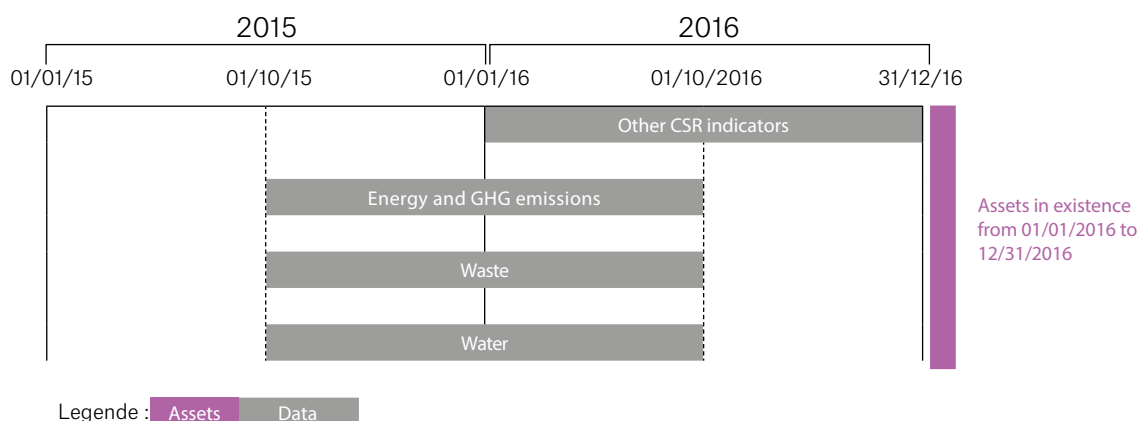 2015
2016
01/01/15
01/10/15
01/01/16
01/10/2016
31/12/16
Other CSR indicators
Energy and GHG emissions
Waste
Water
Assets in existence
from 01/01/2016 to
12/31/2016
Legende : Assets Data